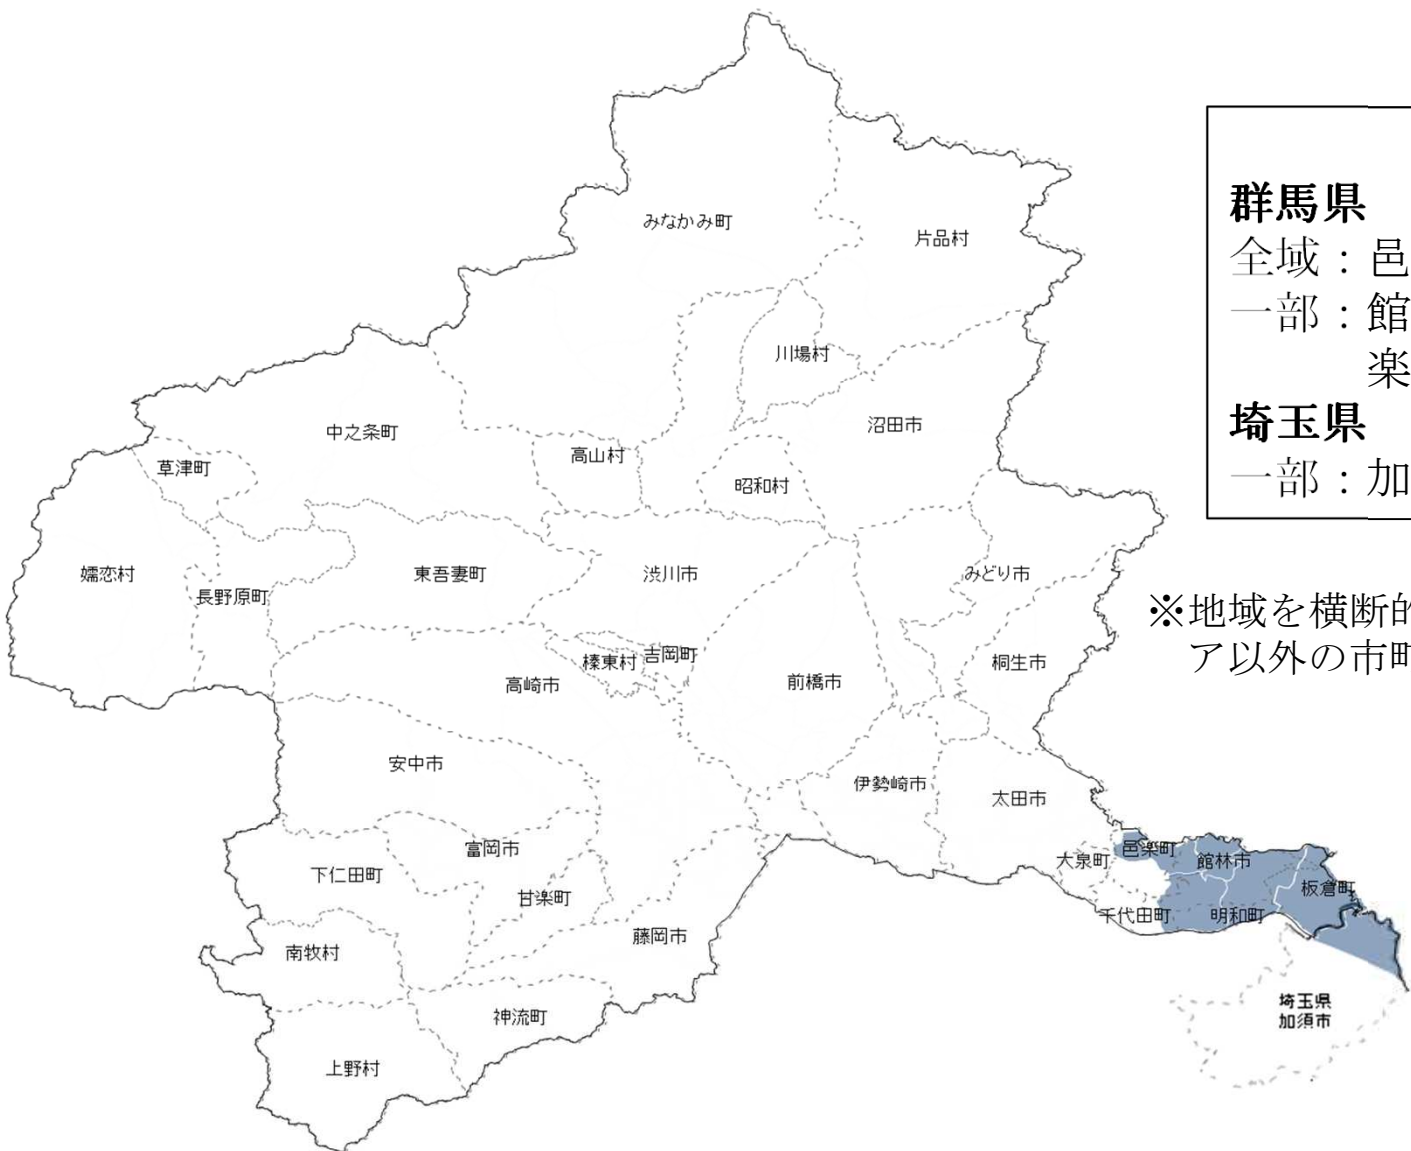 群馬県
全域：邑
一部：館
楽
埼玉県
一部：加
※地域を横断的
ア以外の市町
みなかみ町
片品村
川場村
沼田市
中之条町
草津町
高山村
昭和村
嬬恋村
長野原町
東吾妻町
渋川市
みどり市
榛東村
吉岡町
桐生市
高崎市
前橋市
安中市
伊勢崎市
太田市
富岡市
大泉町
邑楽町
館林市
下仁田町
甘楽町
板倉町
千代田町
明和町
藤岡市
南牧村
神流町
埼玉県
加須市
上野村